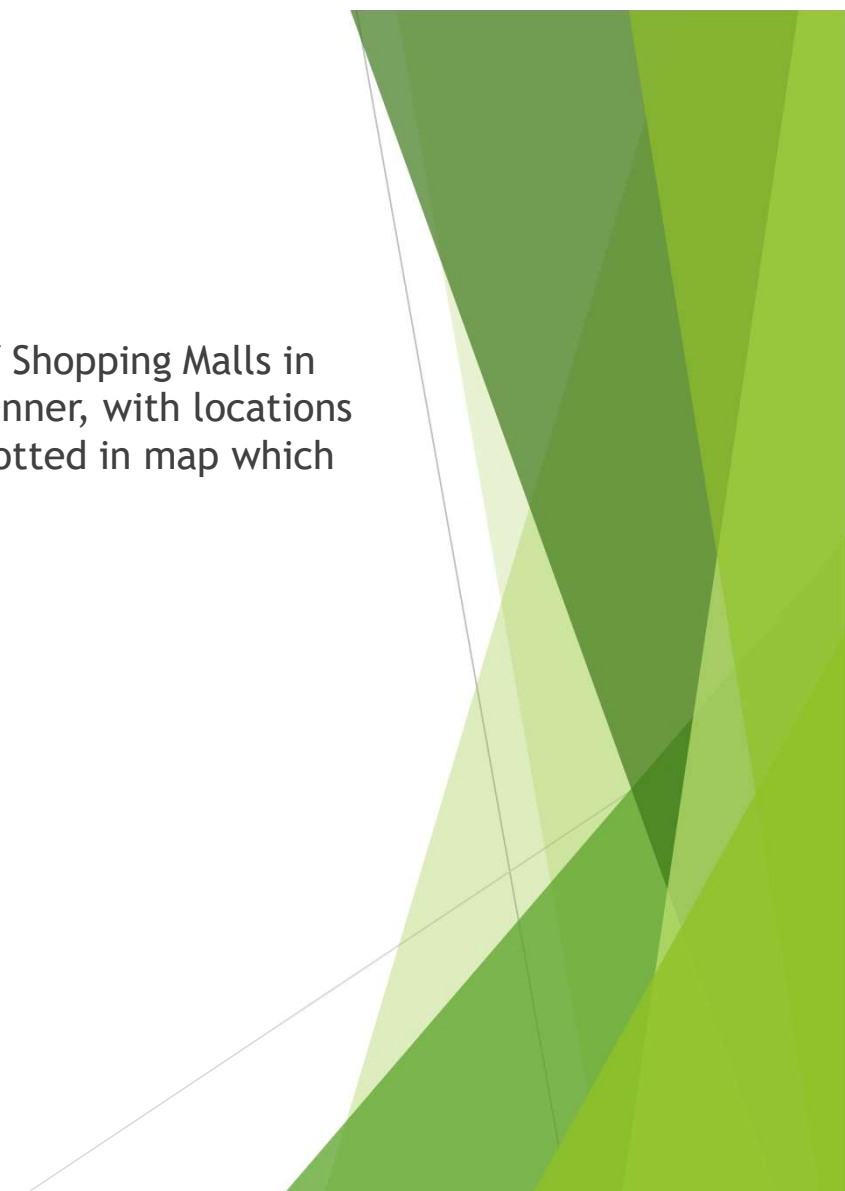 Shopping Malls in
nner, with locations
otted in map which